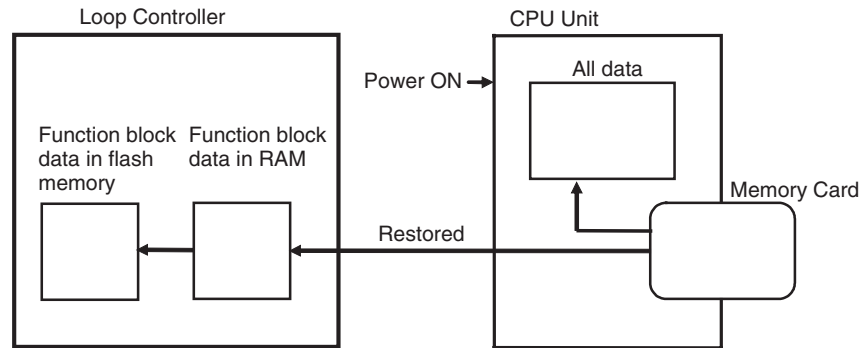 Loop Controller
CPU Unit
Power ON
All data
Function block
data in flash
memory
Function block
data in RAM
Memory Card
Restored